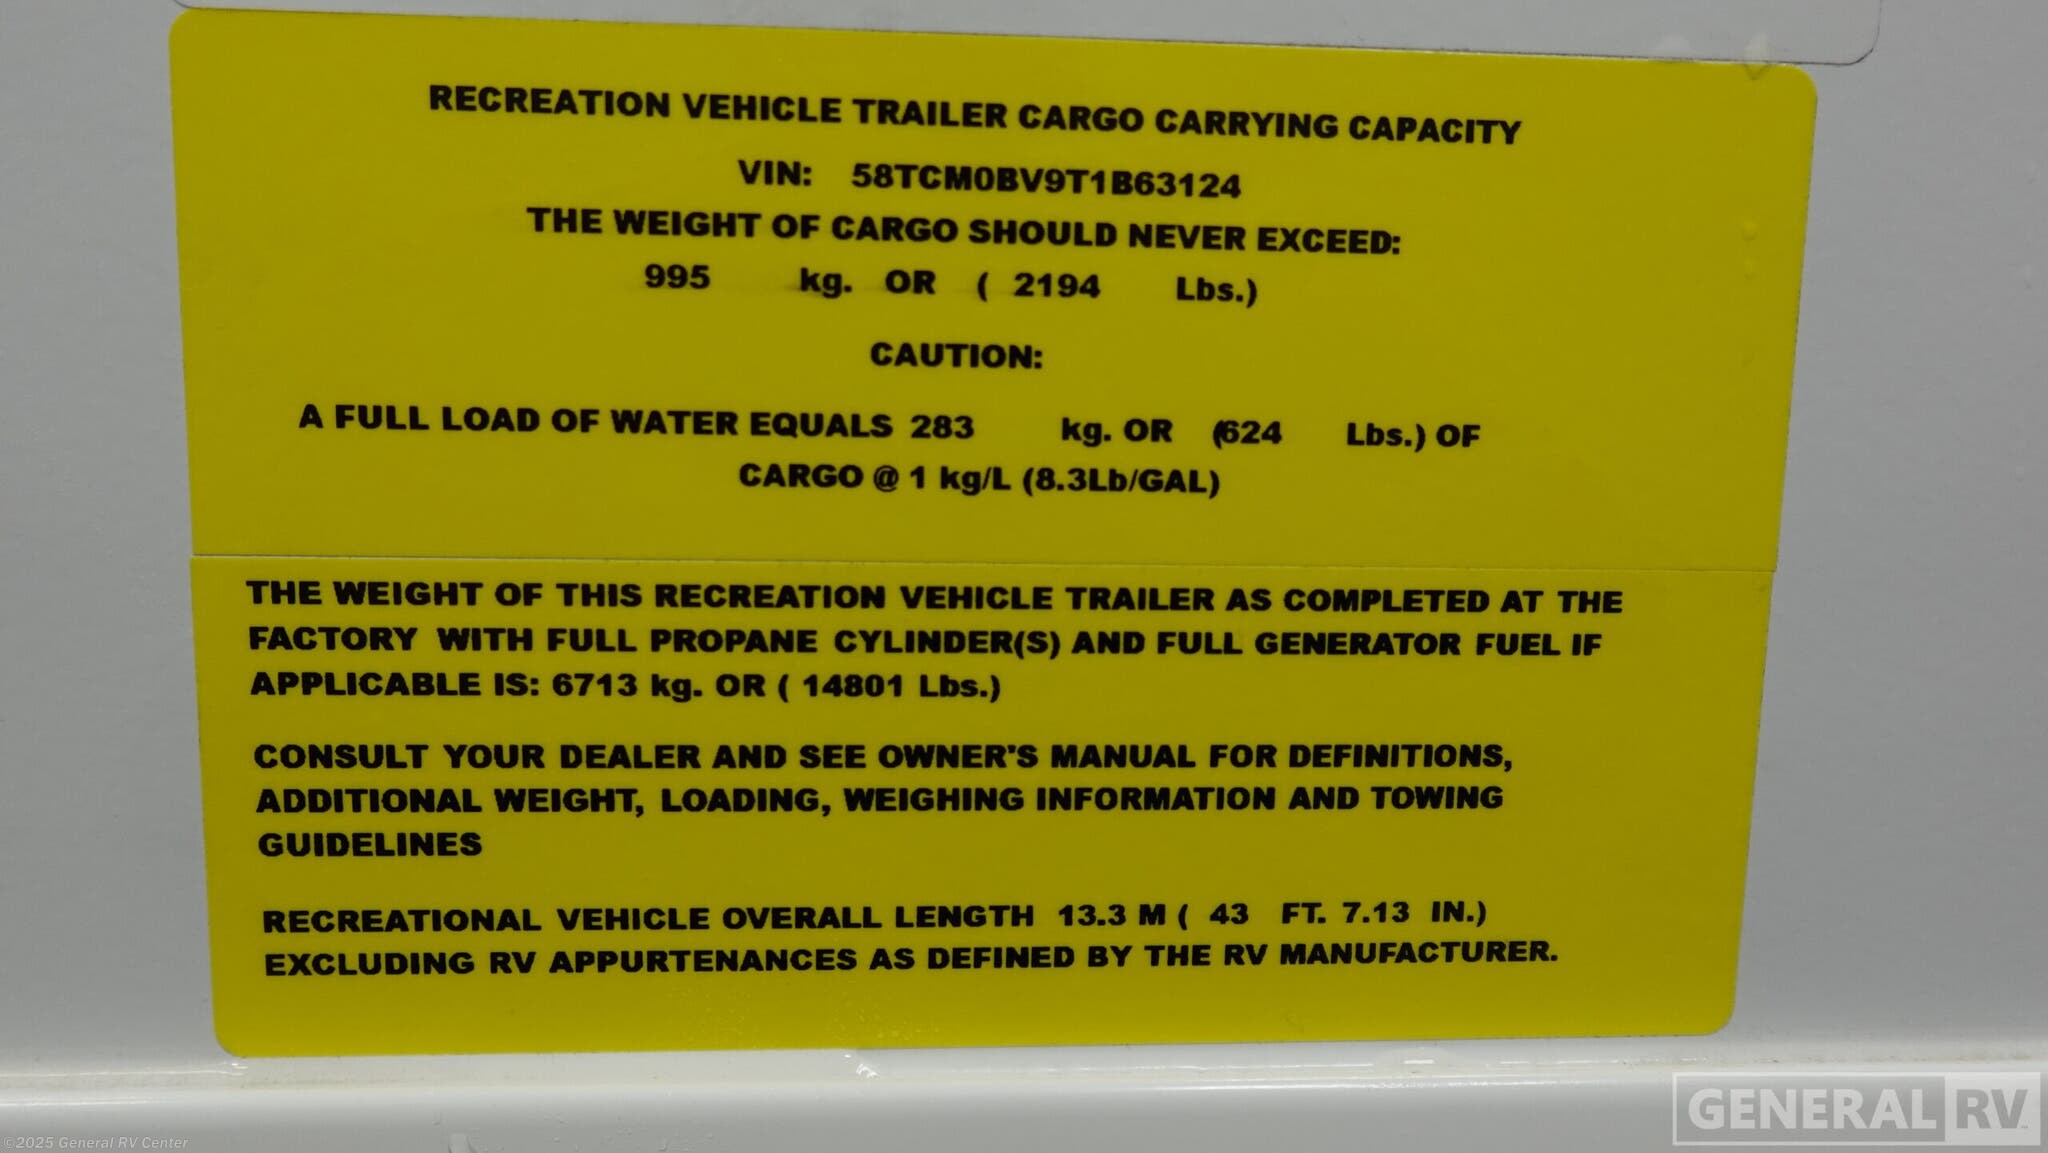 RECREATION VEHICLE TRAILER CARGO CARRYING CAPACITY
VIN: 58TCM0BV9T1B63124
THE WEIGHT OF CARGO SHOULD NEVER EXCEED:
995 kg. OR ( 2194 Lbs.)
CAUTION:
A FULL LOAD OF WATER EQUALS 283 kg. OR (624 Lbs.) OF
CARGO @ 1 kg/L (8.3Lb/GAL)
THE WEIGHT OF THIS RECREATION VEHICLE TRAILER AS COMPLETED AT THE
FACTORY WITH FULL PROPANE CYLINDER(S) AND FULL GENERATOR FUEL IF
APPLICABLE IS: 6713 kg. OR ( 14801 Lbs.)
CONSULT YOUR DEALER AND SEE OWNER'S MANUAL FOR DEFINITIONS,
ADDITIONAL WEIGHT, LOADING, WEIGHING INFORMATION AND TOWING
GUIDELINES
RECREATIONAL VEHICLE OVERALL LENGTH 13.3 M ( 43 FT. 7.13 IN.)
EXCLUDING RV APPURTENANCES AS DEFINED BY THE RV MANUFACTURER.
GENERAL RV
©2025 General RV Center